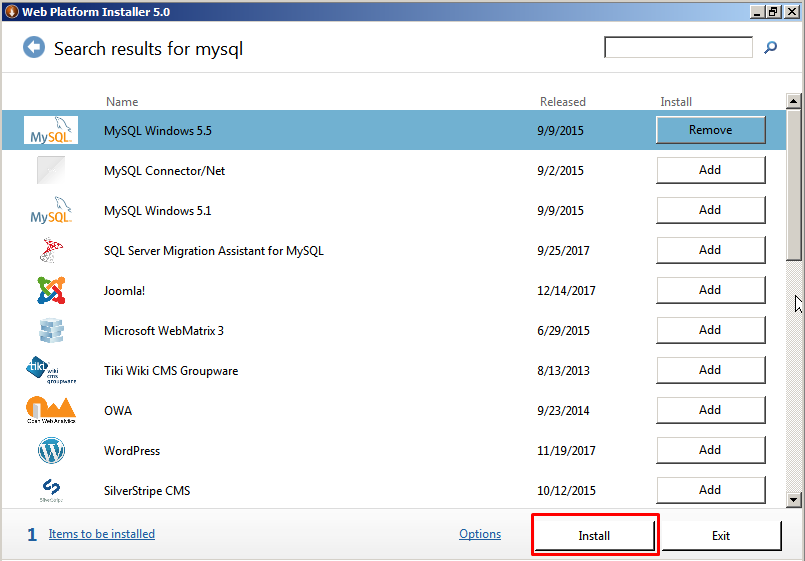 Web Platform Installer 5.0
Search results for mysql
Name Released Install
MySQL MySQL Windows 5.5 9/9/2015 Remove
MySQL Connector/Net 9/2/2015 Add
MySQL MySQL Windows 5.1 9/9/2015 Add
SQL Server Migration Assistant for MySQL 9/25/2017 Add
Joomla! 12/14/2017 Add
Microsoft WebMatrix 3 6/29/2015 Add
tiki wiki cms groupware Tiki Wiki CMS Groupware 8/13/2013 Add
Open Web Analytics OWA 9/23/2014 Add
WordPress 11/19/2017 Add
SilverStripe SilverStripe CMS 10/12/2015 Add
1 Items to be installed Options Install Exit